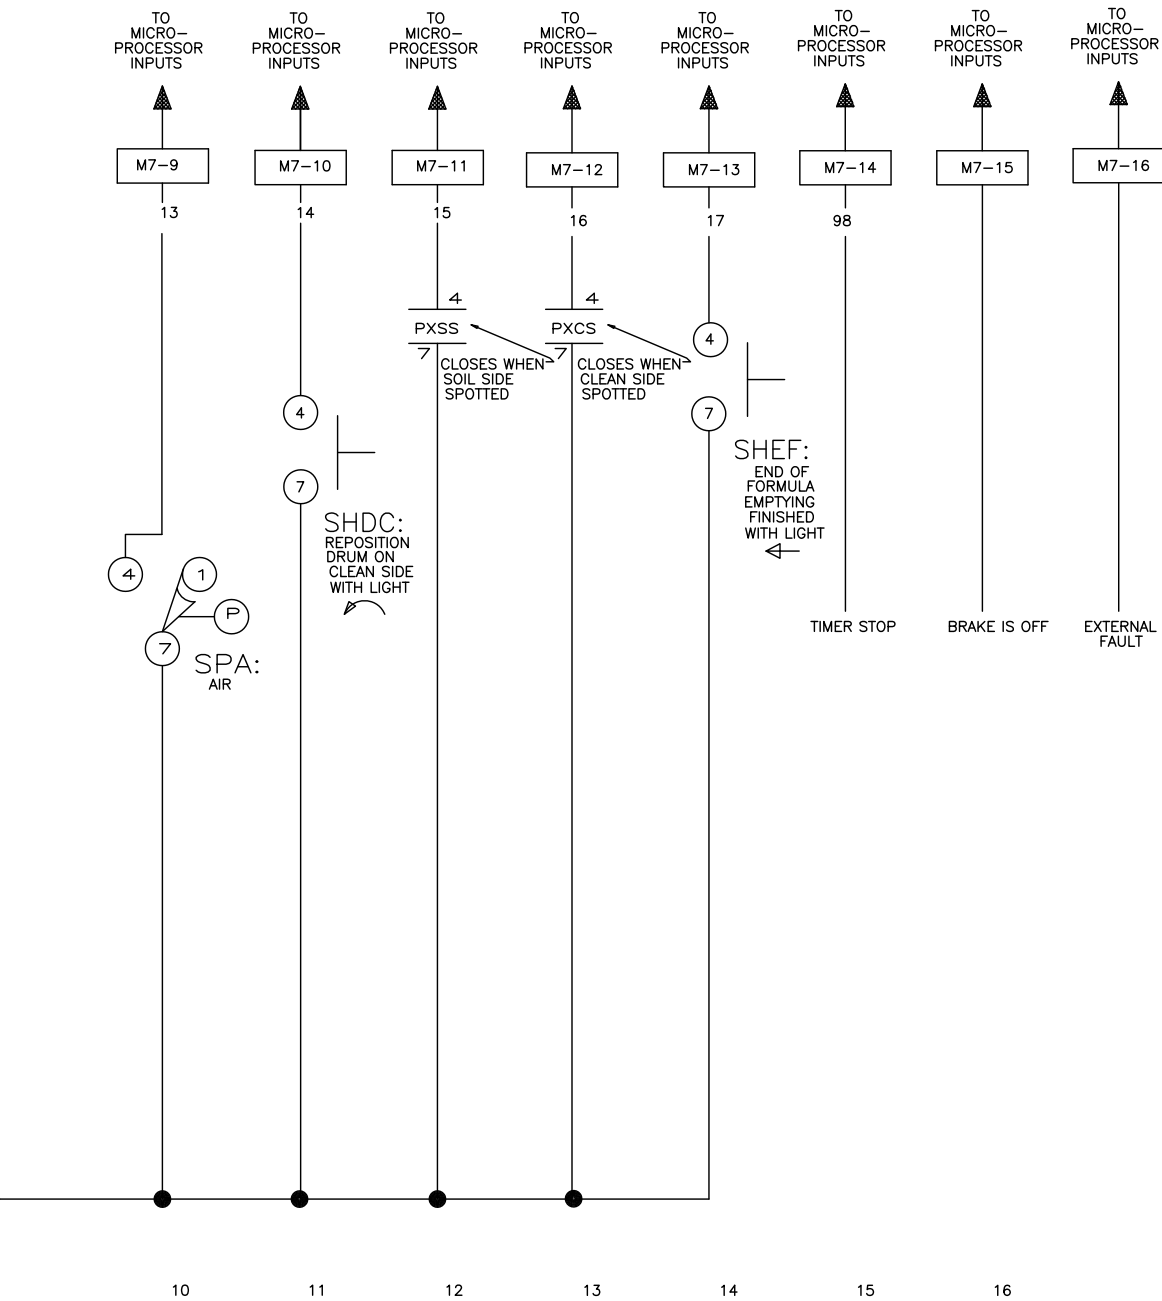 TO
MICRO-
PROCESSOR
INPUTS
TO
MICRO-
PROCESSOR
INPUTS
TO
MICRO-
PROCESSOR
INPUTS
TO
MICRO-
PROCESSOR
INPUTS
TO
MICRO-
PROCESSOR
INPUTS
TO
MICRO-
PROCESSOR
INPUTS
TO
MICRO-
PROCESSOR
INPUTS
TO
MICRO-
PROCESSOR
INPUTS
M7-9
M7-10
M7-11
M7-12
M7-13
M7-14
M7-15
M7-16
13
14
15
16
17
98
4
PXSS
7
CLOSES WHEN
SOIL SIDE
SPOTTED
4
PXCS
7
CLOSES WHEN
CLEAN SIDE
SPOTTED
4
7
SHEF:
END OF
FORMULA
EMPTYING
FINISHED
WITH LIGHT
4
7
SHDC:
REPOSITION
DRUM ON
CLEAN SIDE
WITH LIGHT
4
1
P
7
SPA:
AIR
TIMER STOP
BRAKE IS OFF
EXTERNAL
FAULT
10
11
12
13
14
15
16